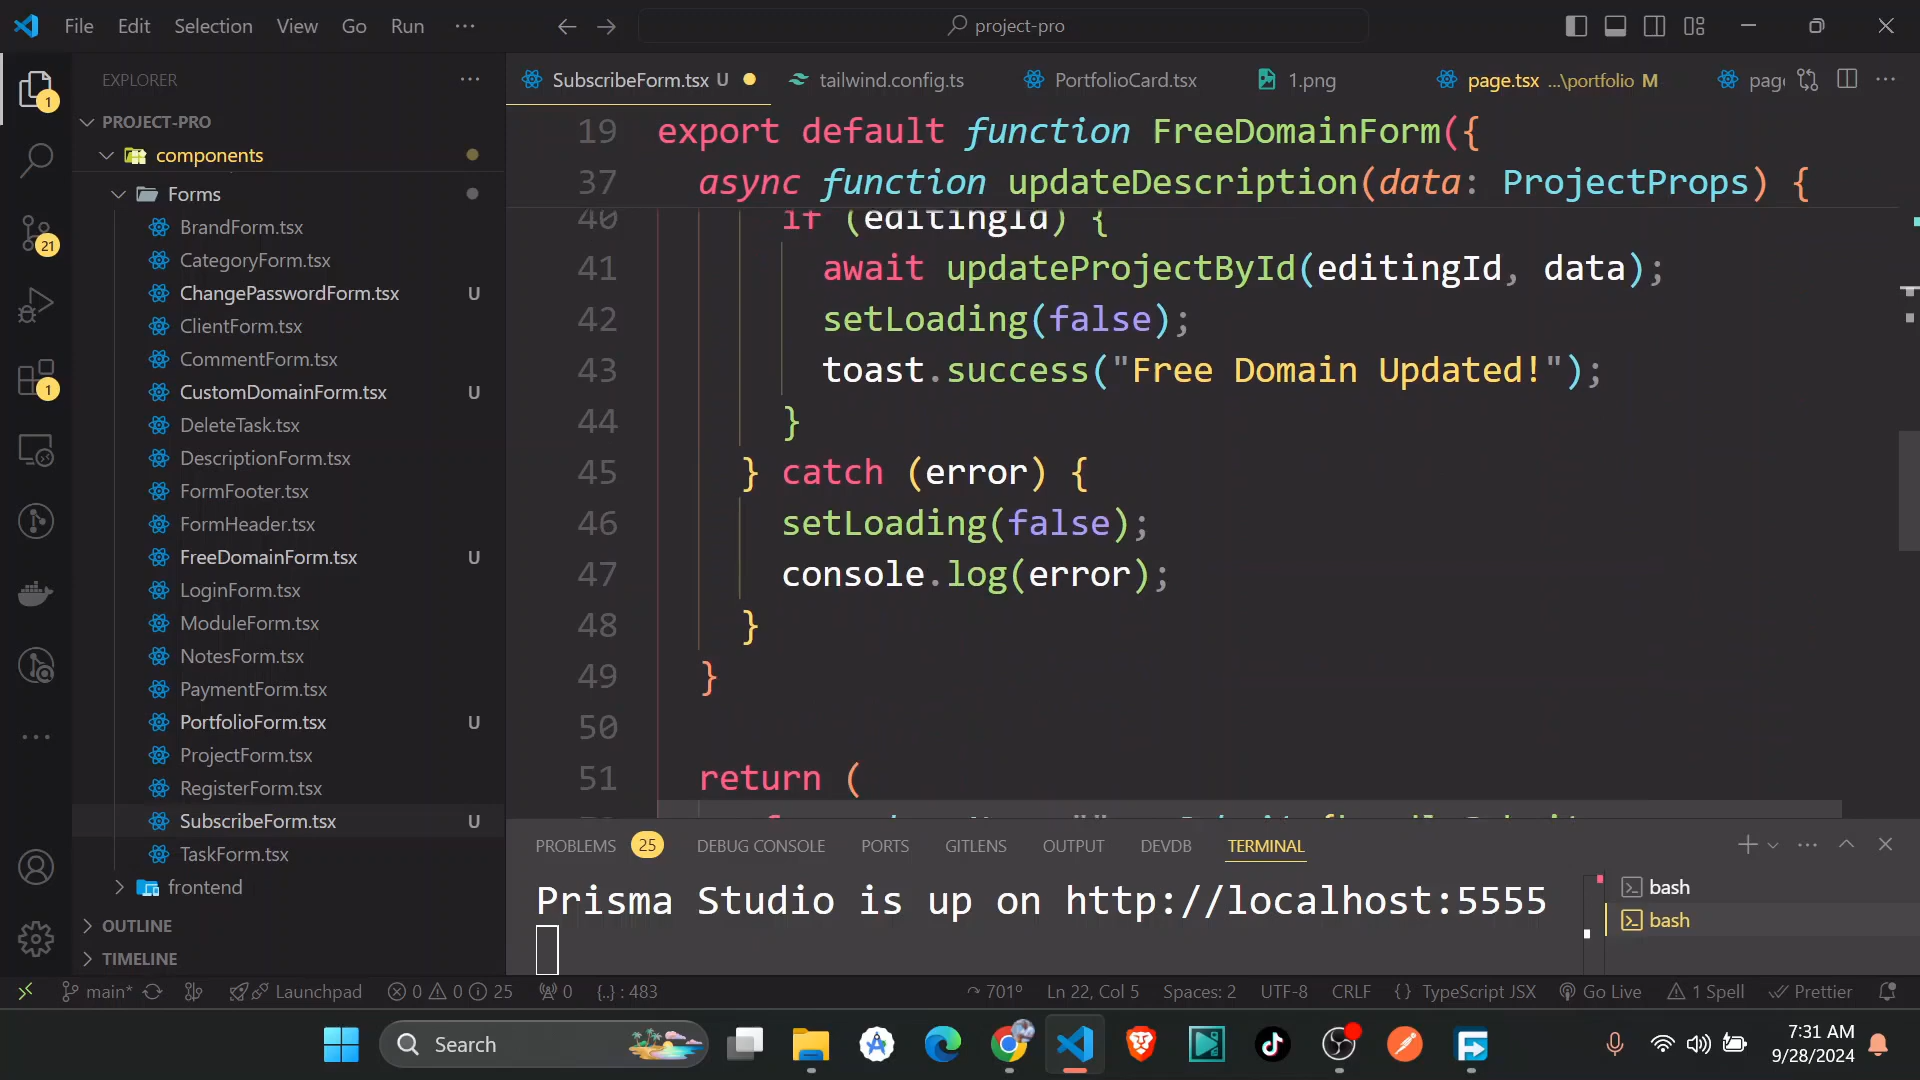 File Edit Selection View Go Run ··· project-pro
EXPLORER ···
PROJECT-PRO
components
Forms
BrandForm.tsx
CategoryForm.tsx
ChangePasswordForm.tsx U
ClientForm.tsx
CommentForm.tsx
CustomDomainForm.tsx U
DeleteTask.tsx
DescriptionForm.tsx
FormFooter.tsx
FormHeader.tsx
FreeDomainForm.tsx U
LoginForm.tsx
ModuleForm.tsx
NotesForm.tsx
PaymentForm.tsx
PortfolioForm.tsx U
ProjectForm.tsx
RegisterForm.tsx
SubscribeForm.tsx U
TaskForm.tsx
frontend
OUTLINE
TIMELINE
1
21
1
SubscribeForm.tsx U tailwind.config.ts PortfolioCard.tsx 1.png page.tsx ...\portfolio M page
19 export default function FreeDomainForm({
37 async function updateDescription(data: ProjectProps) {
40 if (editingId) {
41 await updateProjectById(editingId, data);
42 setLoading(false);
43 toast.success("Free Domain Updated!");
44 }
45 } catch (error) {
46 setLoading(false);
47 console.log(error);
48 }
49 }
50
51 return (
PROBLEMS 25 DEBUG CONSOLE PORTS GITLENS OUTPUT DEVDB TERMINAL
Prisma Studio is up on http://localhost:5555
bash
bash
main* Launchpad 0 0 25 0 {..} : 483 701° Ln 22, Col 5 Spaces: 2 UTF-8 CRLF {} TypeScript JSX Go Live 1 Spell Prettier
Search
7:31 AM
9/28/2024